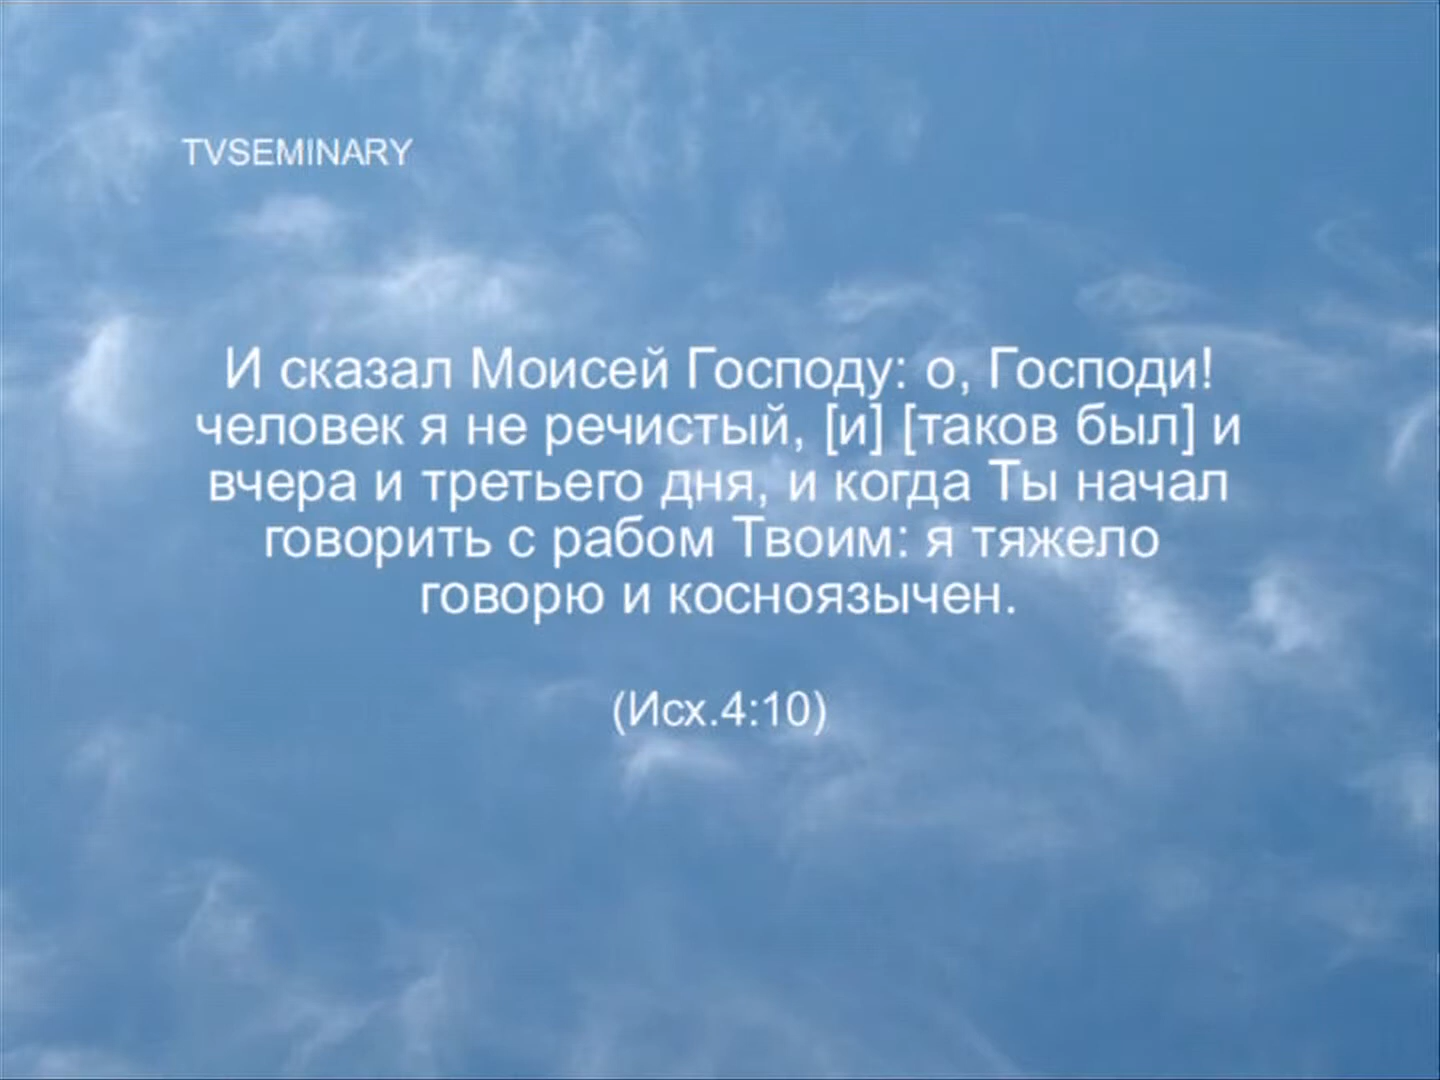 TVSEMINARY
И сказал Моисей Господу: о, Господи!
человек я не речистый, [и] [таков был] и
вчера и третьего дня, и когда Ты начал
говорить с рабом Твоим: я тяжело
говорю и косноязычен.
(Исх.4:10)